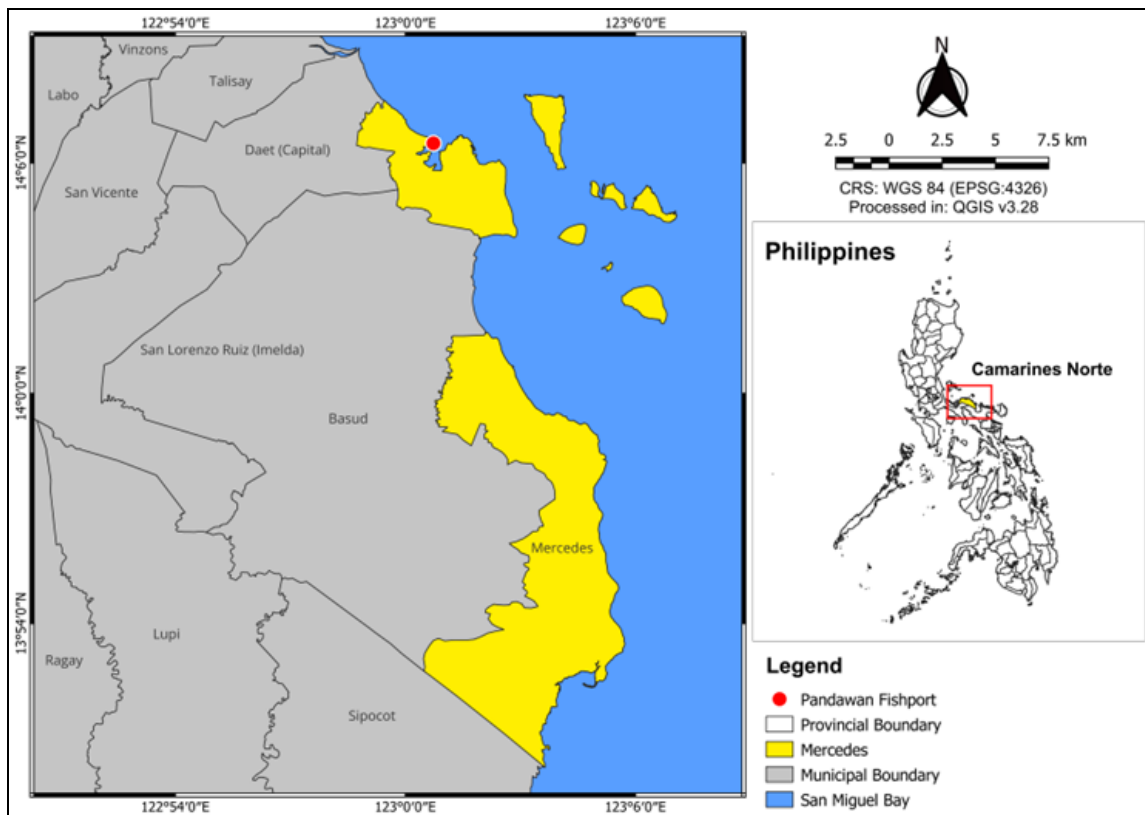 122°54'0"E
123°0'0"E
123°6'0"E
14°6'0"N
14°0'0"N
13°54'0"N
Vinzons
Talisay
Labo
Daet (Capital)
San Vicente
San Lorenzo Ruiz (Imelda)
Basud
Mercedes
Lupi
Ragay
Sipocot
122°54'0"E
123°0'0"E
123°6'0"E
N
2.5 0 2.5 5 7.5 km
CRS: WGS 84 (EPSG:4326)
Processed in: QGIS v3.28
Philippines
Camarines Norte
Legend
Pandawan Fishport
Provincial Boundary
Mercedes
Municipal Boundary
San Miguel Bay